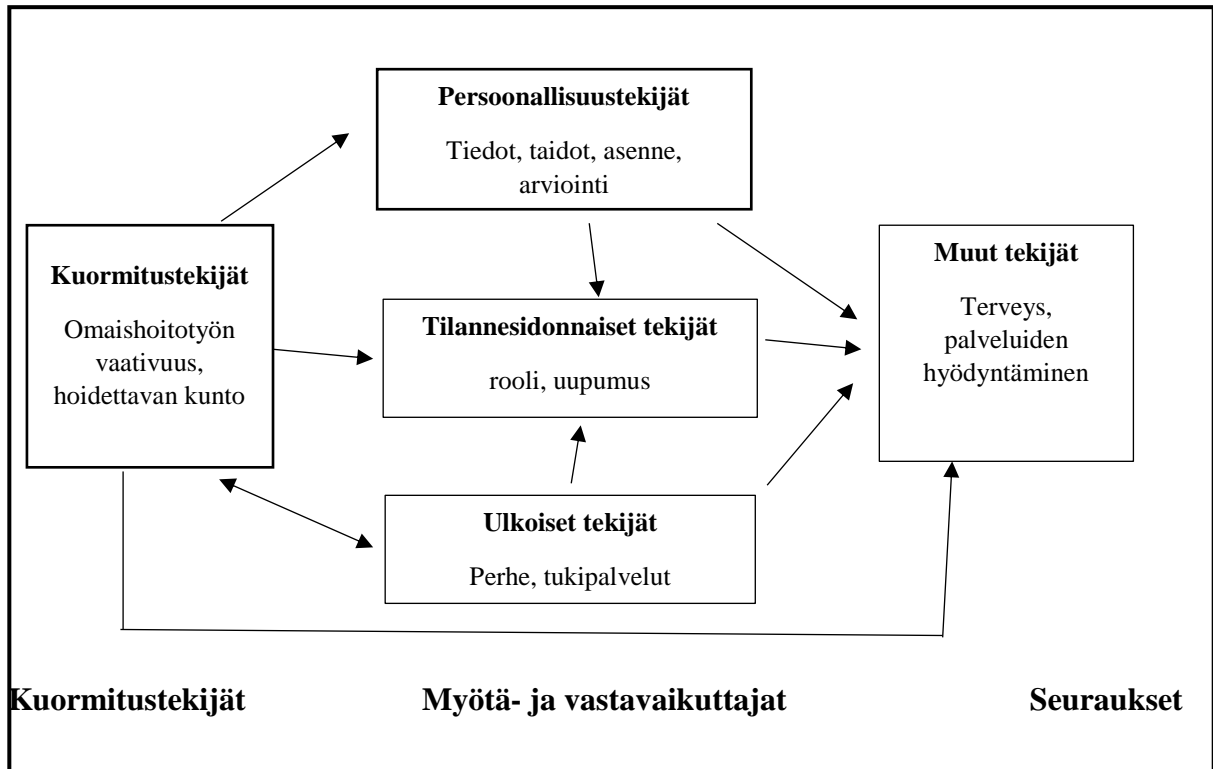 Persoonallisuustekijät
Tiedot, taidot, asenne,
arviointi
Kuormitustekijät
Omaishoitotyön
vaativuus,
hoidettavan kunto
Tilannesidonnaiset tekijät
rooli, uupumus
Muut tekijät
Terveys,
palveluiden
hyödyntäminen
Ulkoiset tekijät
Perhe, tukipalvelut
Kuormitustekijät
Myötä- ja vastavaikuttajat
Seuraukset